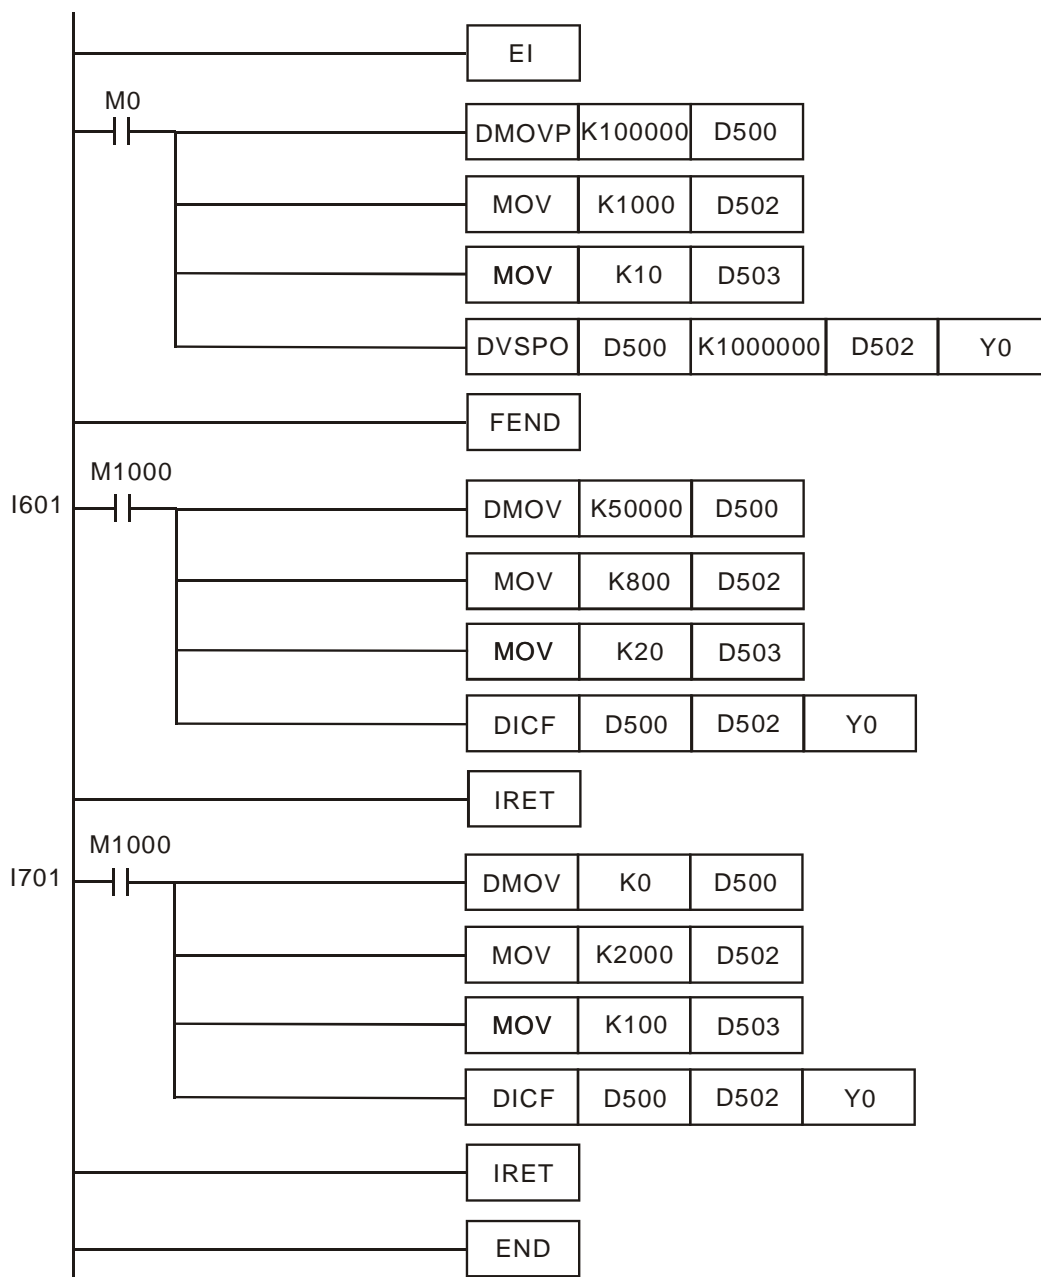 EI
M0
DMOVP K100000 D500
MOV K1000 D502
MOV K10 D503
DVSPO D500 K1000000 D502 Y0
FEND
M1000
I601 DMOV K50000 D500
MOV K800 D502
MOV K20 D503
DICF D500 D502 Y0
IRET
M1000
I701 DMOV K0 D500
MOV K2000 D502
MOV K100 D503
DICF D500 D502 Y0
IRET
END